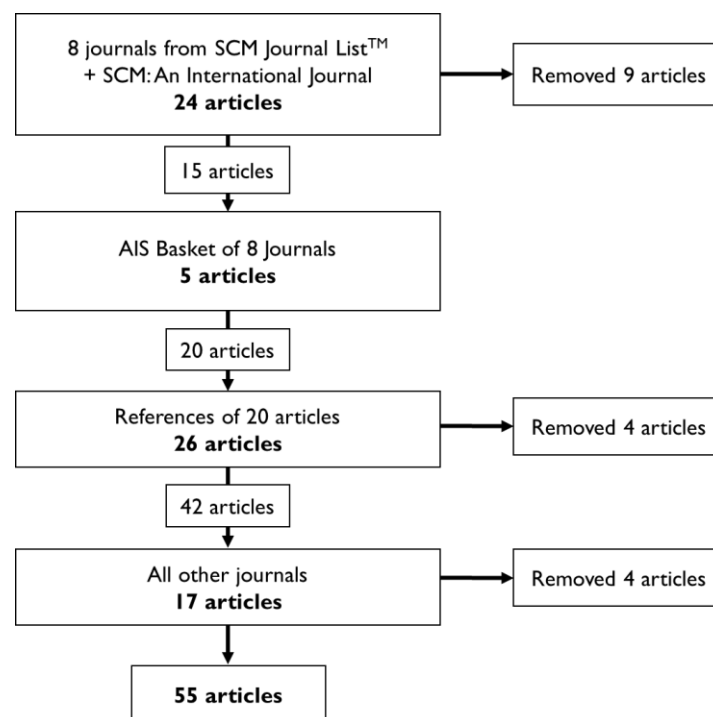 8 journals from SCM Journal List™
+ SCM: An International Journal
24 articles
Removed 9 articles
15 articles
AIS Basket of 8 Journals
5 articles
20 articles
References of 20 articles
26 articles
Removed 4 articles
42 articles
All other journals
17 articles
Removed 4 articles
55 articles